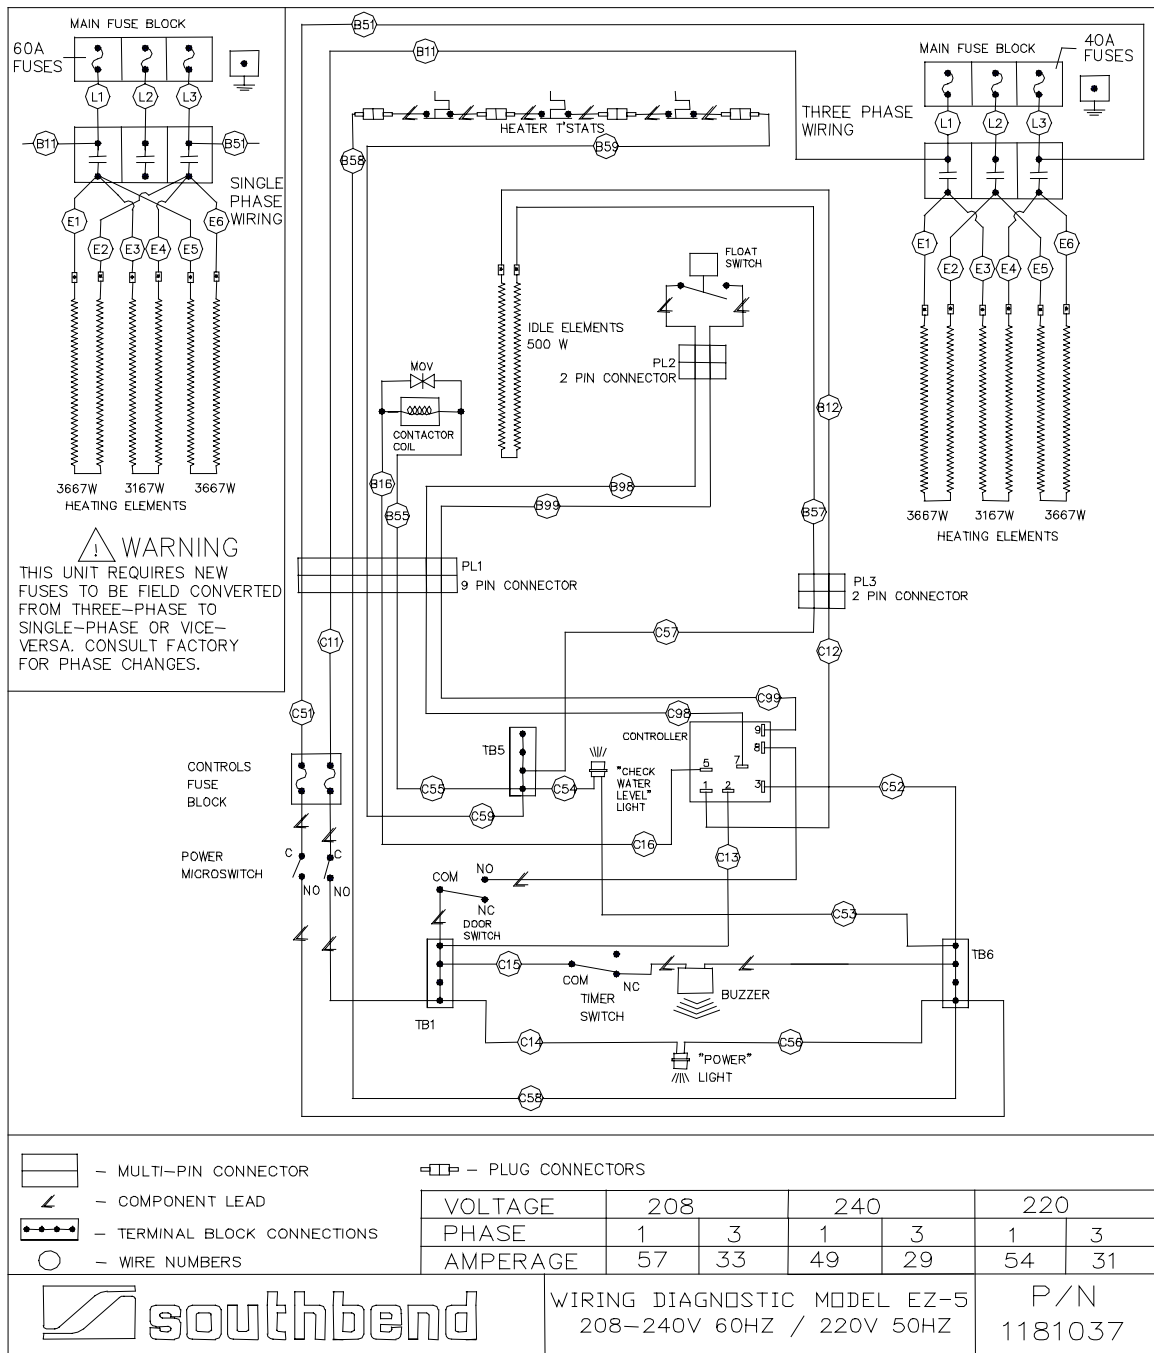 MAIN FUSE BLOCK
60A
FUSES
L1 L2 L3
B11
B51
SINGLE
PHASE
WIRING
E1 E2 E3 E4 E5 E6
3667W 3167W 3667W
HEATING ELEMENTS
WARNING
THIS UNIT REQUIRES NEW
FUSES TO BE FIELD CONVERTED
FROM THREE-PHASE TO
SINGLE-PHASE OR VICE-
VERSA. CONSULT FACTORY
FOR PHASE CHANGES.
B51
B11
HEATER T'STATS
B58
B59
MAIN FUSE BLOCK
40A
FUSES
THREE PHASE
WIRING
L1 L2 L3
E1 E2 E3 E4 E5 E6
3667W 3167W 3667W
HEATING ELEMENTS
FLOAT
SWITCH
IDLE ELEMENTS
500 W
PL2
2 PIN CONNECTOR
MOV
CONTACTOR
COIL
B12
B16
B98
B99
B55
B57
PL1
9 PIN CONNECTOR
PL3
2 PIN CONNECTOR
C11
C57
C12
C99
C51
C98
CONTROLLER
9
8
5 7
1 2 3
TB5
"CHECK
WATER
LEVEL"
LIGHT
CONTROLS
FUSE
BLOCK
C55
C54
C52
C59
C16
C13
POWER
MICROSWITCH
C C
NO NO
COM
NO
NC
DOOR
SWITCH
C53
C15
COM
NC
TIMER
SWITCH
BUZZER
TB6
TB1
C14
C56
"POWER"
LIGHT
C58
- MULTI-PIN CONNECTOR
- PLUG CONNECTORS
- COMPONENT LEAD
- TERMINAL BLOCK CONNECTIONS
- WIRE NUMBERS
VOLTAGE 208 240 220
PHASE 1 3 1 3 1 3
AMPERAGE 57 33 49 29 54 31
southbend
WIRING DIAGNOSTIC MODEL EZ-5
208-240V 60HZ / 220V 50HZ
P/N
1181037